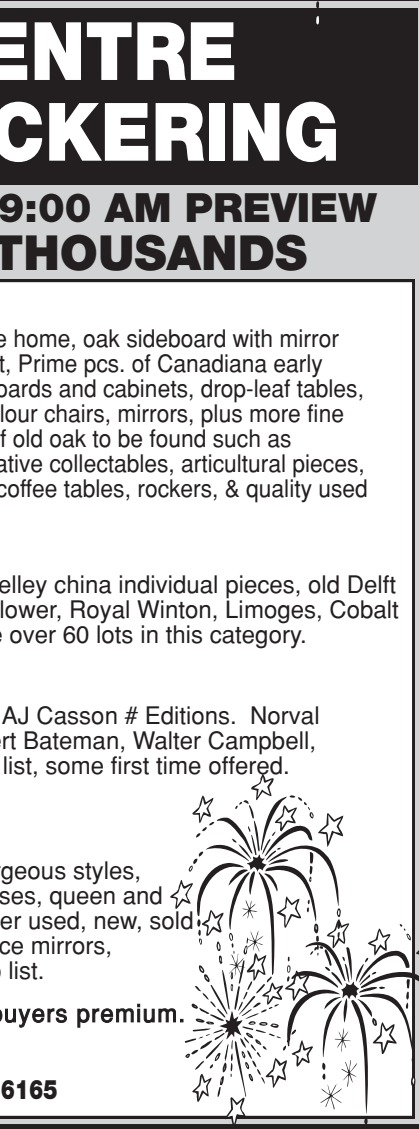 ENTRE
CKERING
9:00 AM PREVIEW
THOUSANDS
e home, oak sideboard with mirror
t, Prime pcs. of Canadiana early
oards and cabinets, drop-leaf tables,
lour chairs, mirrors, plus more fine
f old oak to be found such as
ative collectables, articultural pieces,
coffee tables, rockers, & quality used
elley china individual pieces, old Delft
lower, Royal Winton, Limoges, Cobalt
e over 60 lots in this category.
AJ Casson # Editions. Norval
rt Bateman, Walter Campbell,
list, some first time offered.
rgeous styles,
ses, queen and
er used, new, sold
ce mirrors,
o list.
buyers premium.
6165